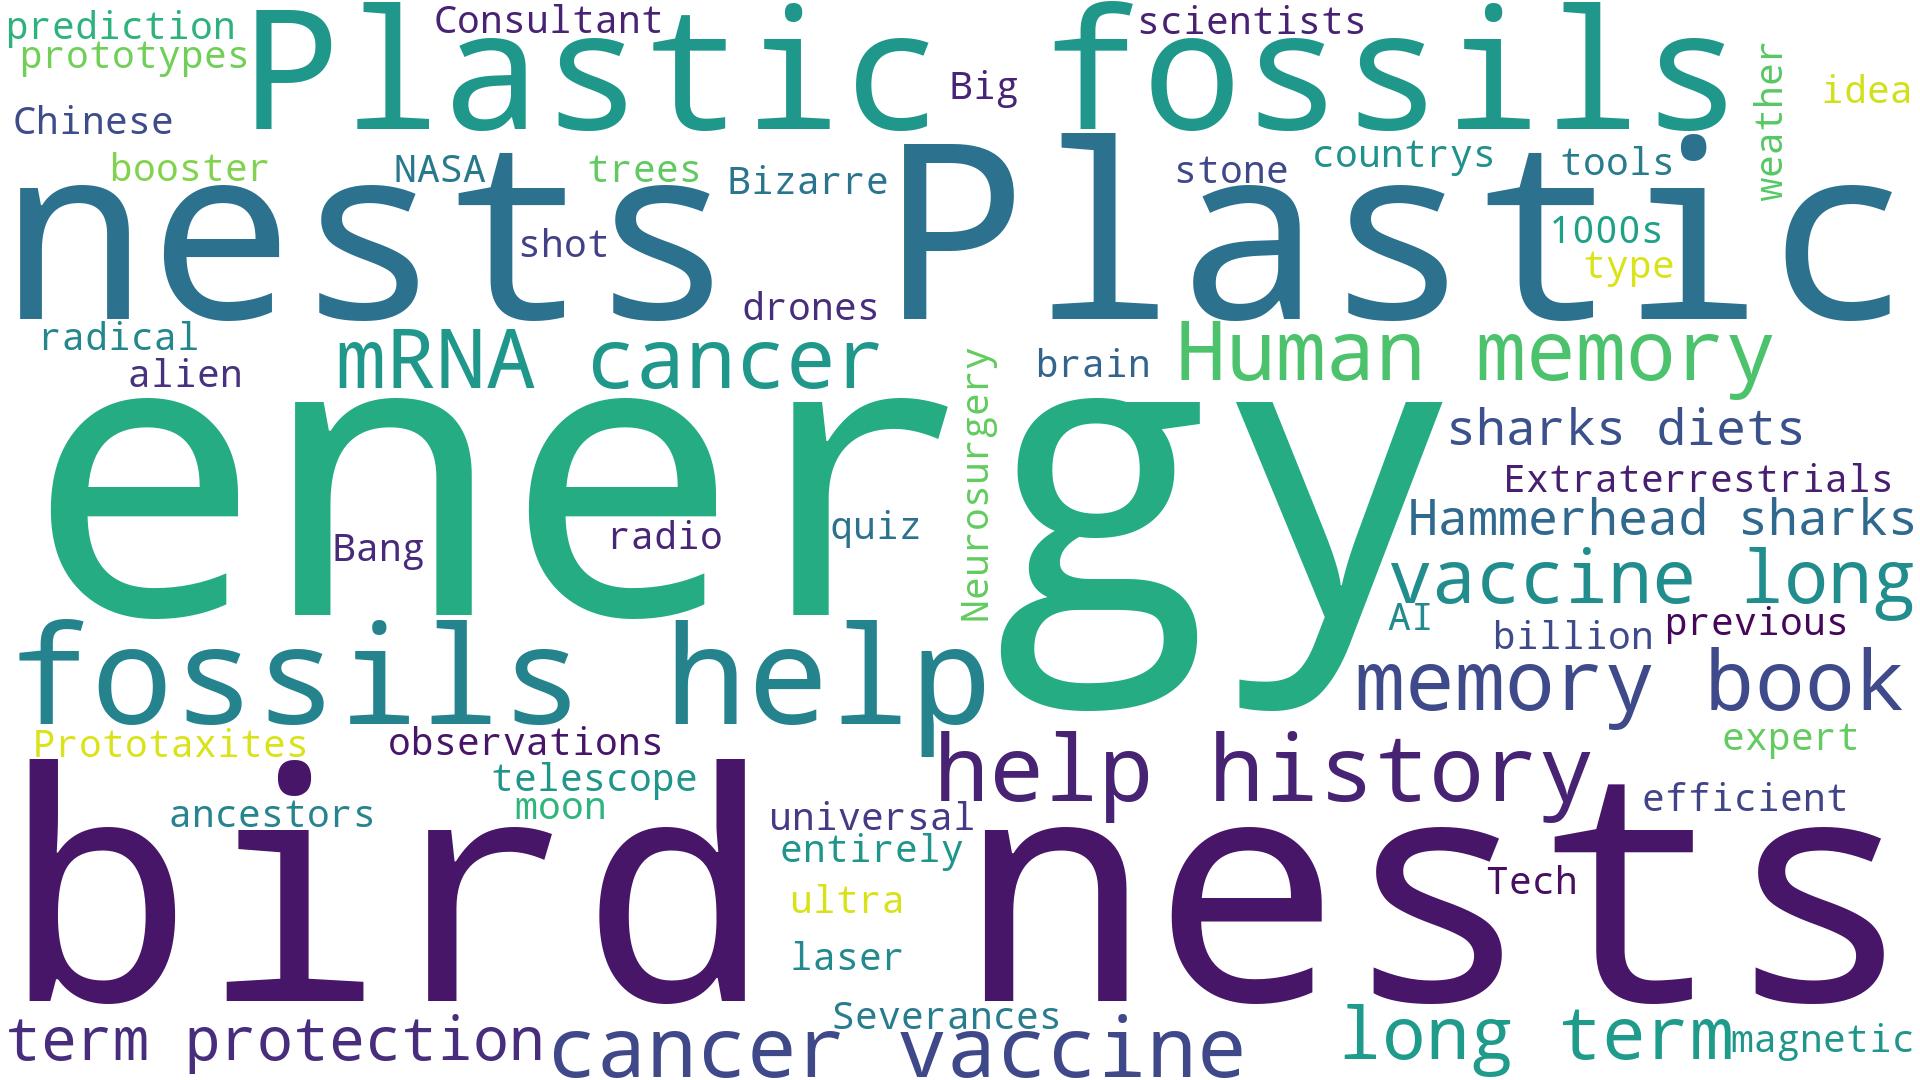 prediction
Consultant
scientists
prototypes
Plastic fossils
Big
weather
idea
Chinese
booster
NASA
trees
Bizarre
stone
countrys
tools
nests Plastic
shot
1000s
type
drones
radical
alien
mRNA cancer
Neurosurgery
brain
Human memory
sharks diets
energy
Extraterrestrials
Hammerhead sharks
Bang
radio
quiz
vaccine long
AI
billion
previous
fossils help
memory book
Prototaxites
observations
help history
expert
telescope
moon
ancestors
universal
efficient
entirely
bird nests
Tech
ultra
laser
Severances
term protection
cancer vaccine
long term
magnetic